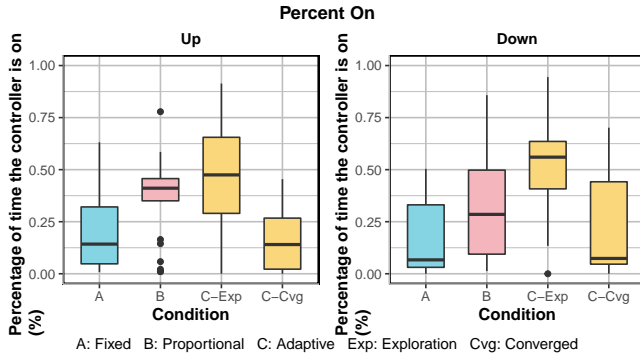 Percent On
Up
Down
Percentage of time the controller is on
(%)
1.00
0.75
0.50
0.25
0.00
A
B
C−Exp
C−Cvg
Condition
Percentage of time the controller is on
(%)
1.00
0.75
0.50
0.25
0.00
A
B
C−Exp
C−Cvg
Condition
A: Fixed B: Proportional C: Adaptive Exp: Exploration Cvg: Converged